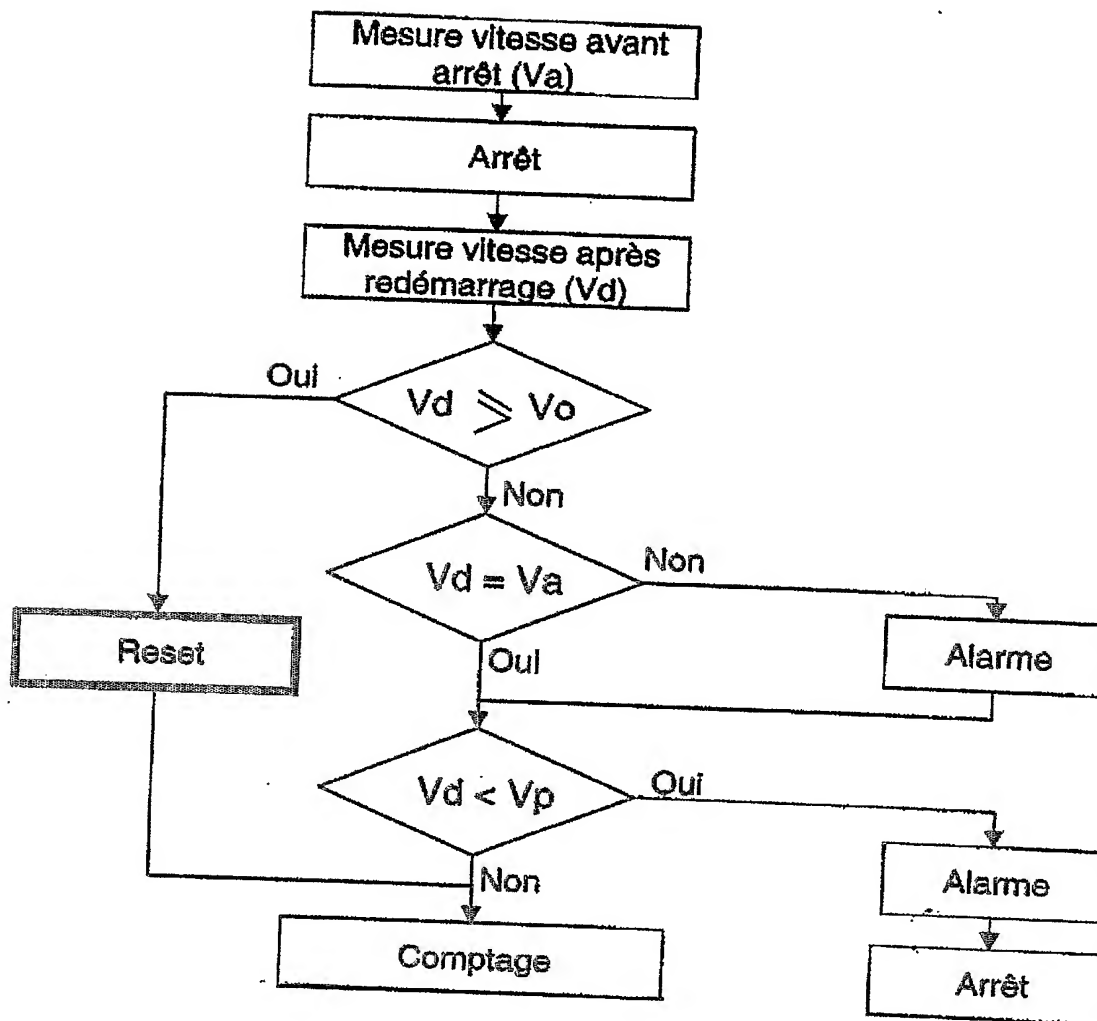 Mesure vitesse avant
arrêt (Va)
Arrêt
Mesure vitesse après
redémarrage (Vd)
Oui
Vd ⩾ Vo
Non
Vd = Va
Non
Reset
Oui
Alarme
Vd < Vp
Oui
Non
Alarme
Comptage
Arrêt